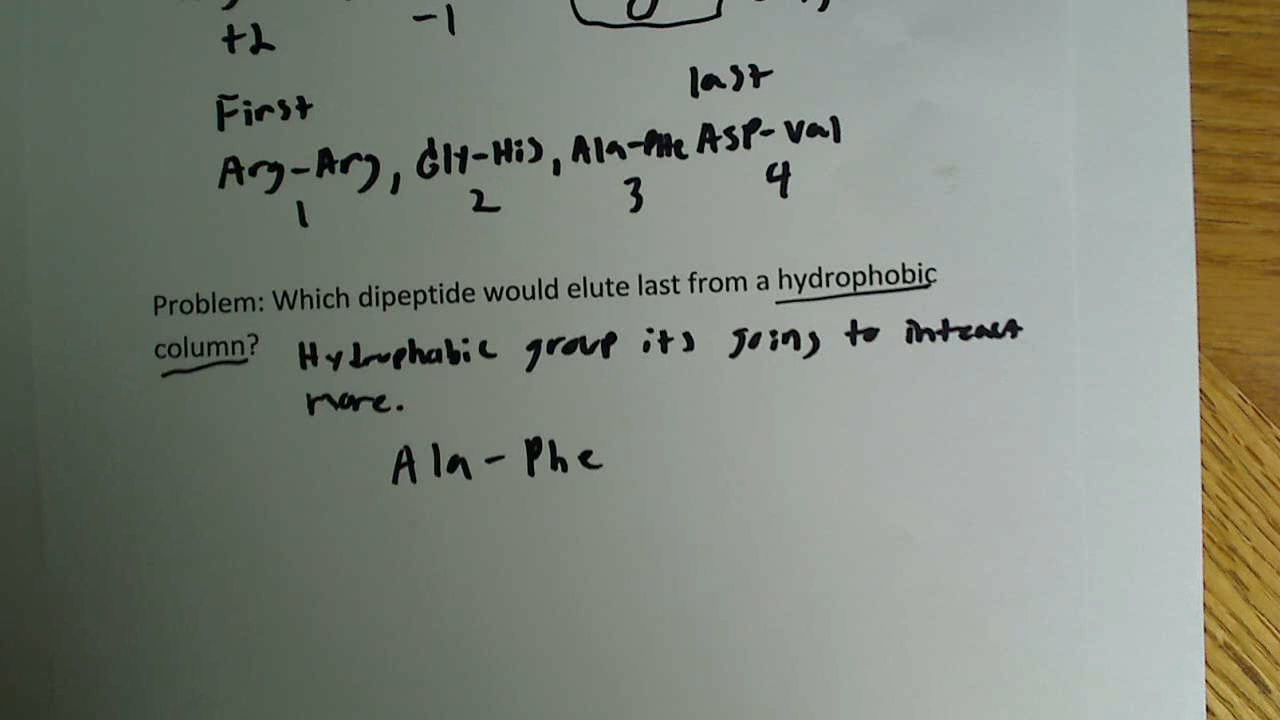 +2 -1
last
First
Arg-Arg, Gly-His, Ala-PHe Asp-Val
1 2 3 4
Problem: Which dipeptide would elute last from a hydrophobic
column? Hydrophabic group its going to interact
more.
Ala-Phe